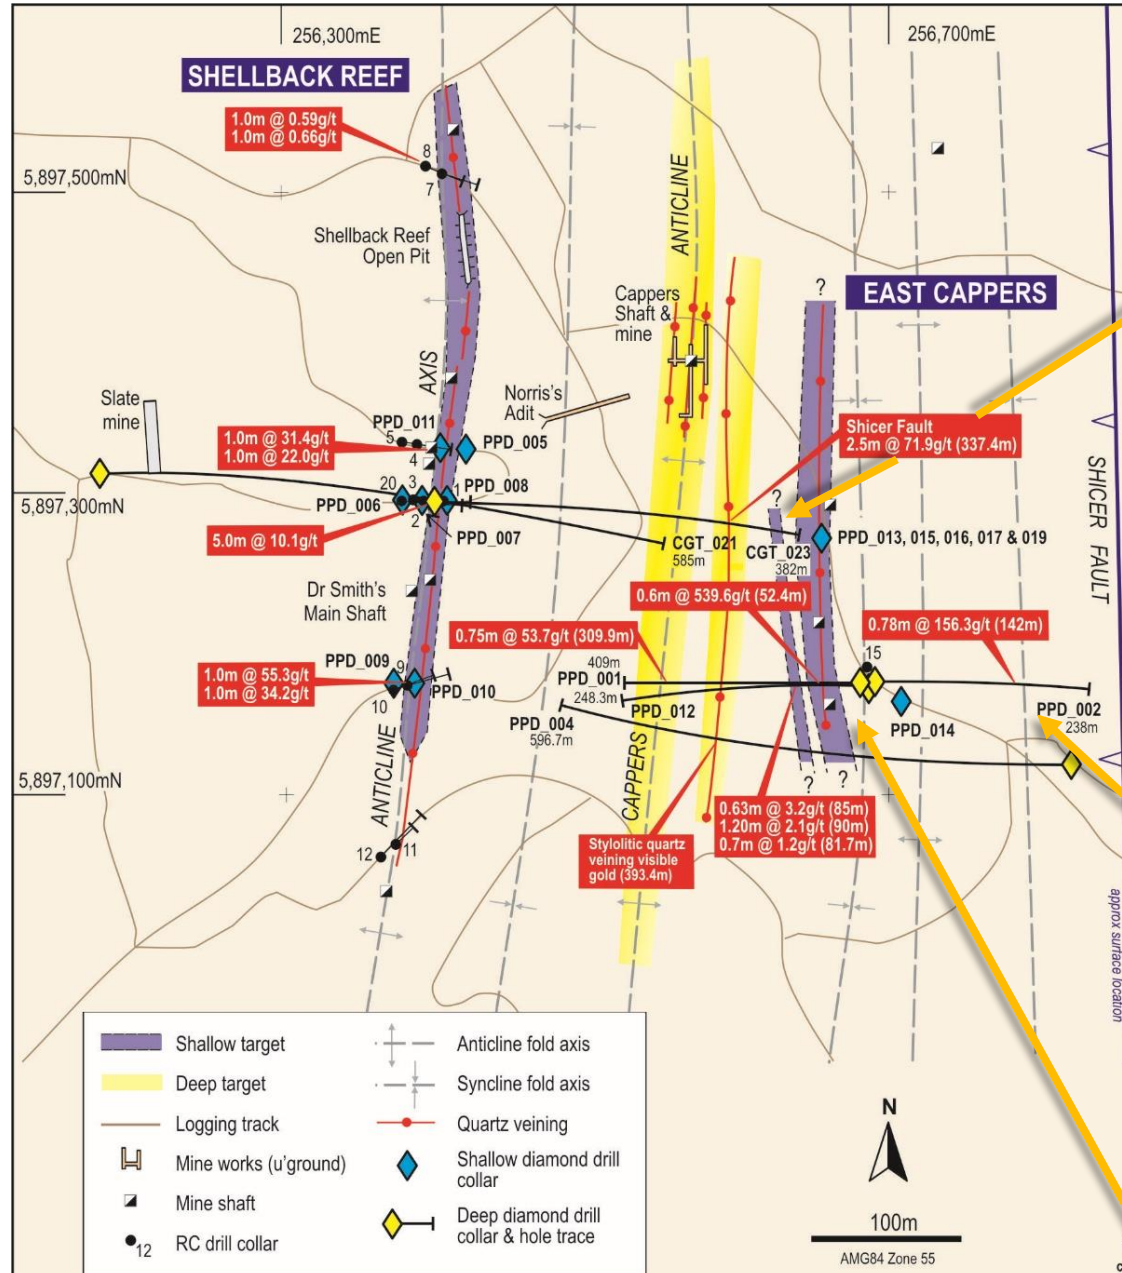 256,300mE
256,700mE
SHELLBACK REEF
1.0m @ 0.59g/t
1.0m @ 0.66g/t
8
7
5,897,500mN
Shellback Reef
Open Pit
ANTICLINE
?
EAST CAPPERS
Cappers
Shaft &
mine
AXIS
Norris's
Adit
Slate
mine
PPD_011
5
4
PPD_005
1.0m @ 31.4g/t
1.0m @ 22.0g/t
Shicer Fault
2.5m @ 71.9g/t (337.4m)
SHICER FAULT
5,897,300mN
20
3
1
PPD_008
PPD_006
2
PPD_007
5.0m @ 10.1g/t
?
CGT_021
585m
CGT_023
382m
PPD_013, 015, 016, 017 & 019
Dr Smith's
Main Shaft
0.6m @ 539.6g/t (52.4m)
0.75m @ 53.7g/t (309.9m)
0.78m @ 156.3g/t (142m)
15
PPD_009
9
1.0m @ 55.3g/t
1.0m @ 34.2g/t
10
PPD_010
409m
PPD_001
248.3m
PPD_012
PPD_004
596.7m
PPD_014
PPD_002
238m
5,897,100mN
ANTICLINE
CAPPERS
?
?
?
0.63m @ 3.2g/t (85m)
1.20m @ 2.1g/t (90m)
0.7m @ 1.2g/t (81.7m)
12
11
Stylolitic quartz
veining visible
gold (393.4m)
approx surface location
Shallow target
Deep target
Logging track
Mine works (u'ground)
Mine shaft
12
RC drill collar
Anticline fold axis
Syncline fold axis
Quartz veining
Shallow diamond drill
collar
Deep diamond drill
collar & hole trace
N
100m
AMG84 Zone 55